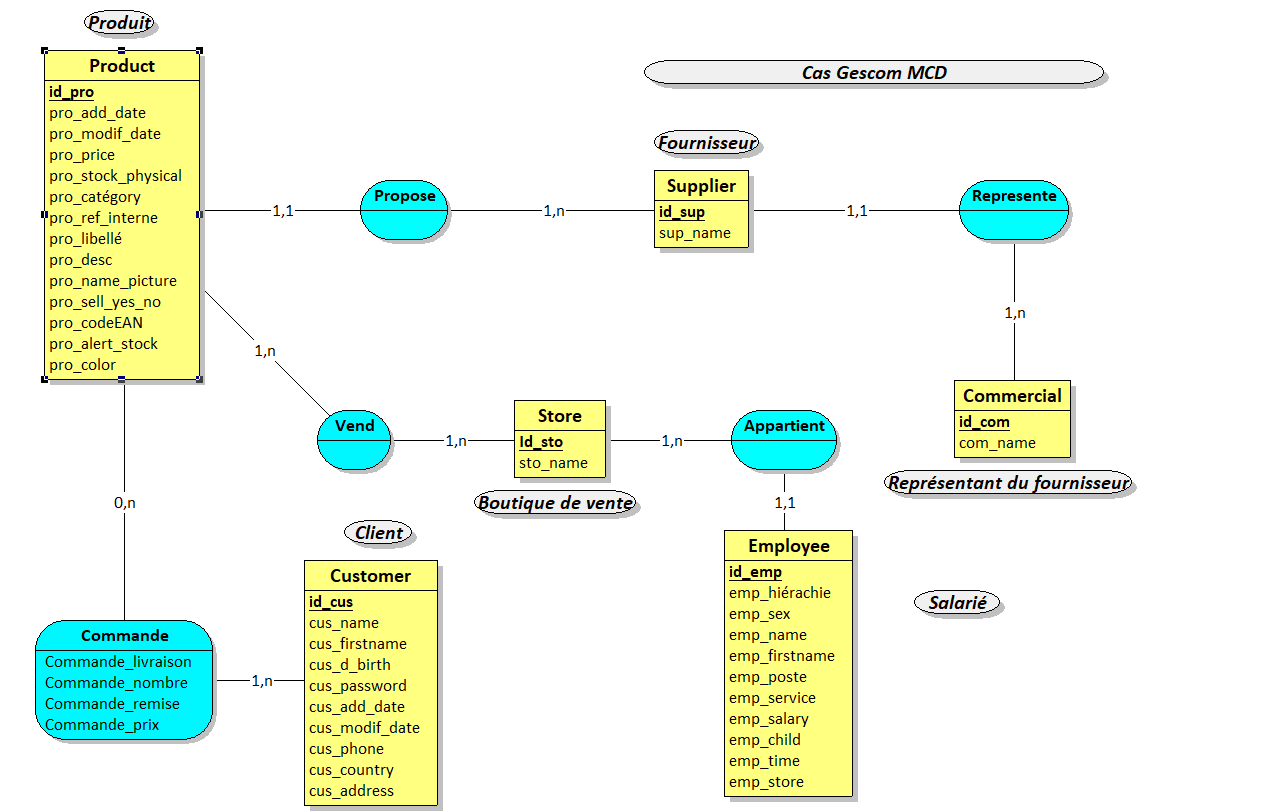 Produit
Cas Gescom MCD
Product
id_pro
pro_add_date
pro_modif_date
pro_price
pro_stock_physical
pro_catégory
pro_ref_interne
pro_libellé
pro_desc
pro_name_picture
pro_sell_yes_no
pro_codeEAN
pro_alert_stock
pro_color
1,1
Propose
1,n
Fournisseur
Supplier
id_sup
sup_name
1,1
Represente
1,n
Commercial
id_com
com_name
Représentant du fournisseur
1,n
Vend
1,n
Store
Id_sto
sto_name
Boutique de vente
1,n
Appartient
1,1
Employee
id_emp
emp_hiérachie
emp_sex
emp_name
emp_firstname
emp_poste
emp_service
emp_salary
emp_child
emp_time
emp_store
Salarié
0,n
Commande
Commande_livraison
Commande_nombre
Commande_remise
Commande_prix
1,n
Client
Customer
id_cus
cus_name
cus_firstname
cus_d_birth
cus_password
cus_add_date
cus_modif_date
cus_phone
cus_country
cus_address